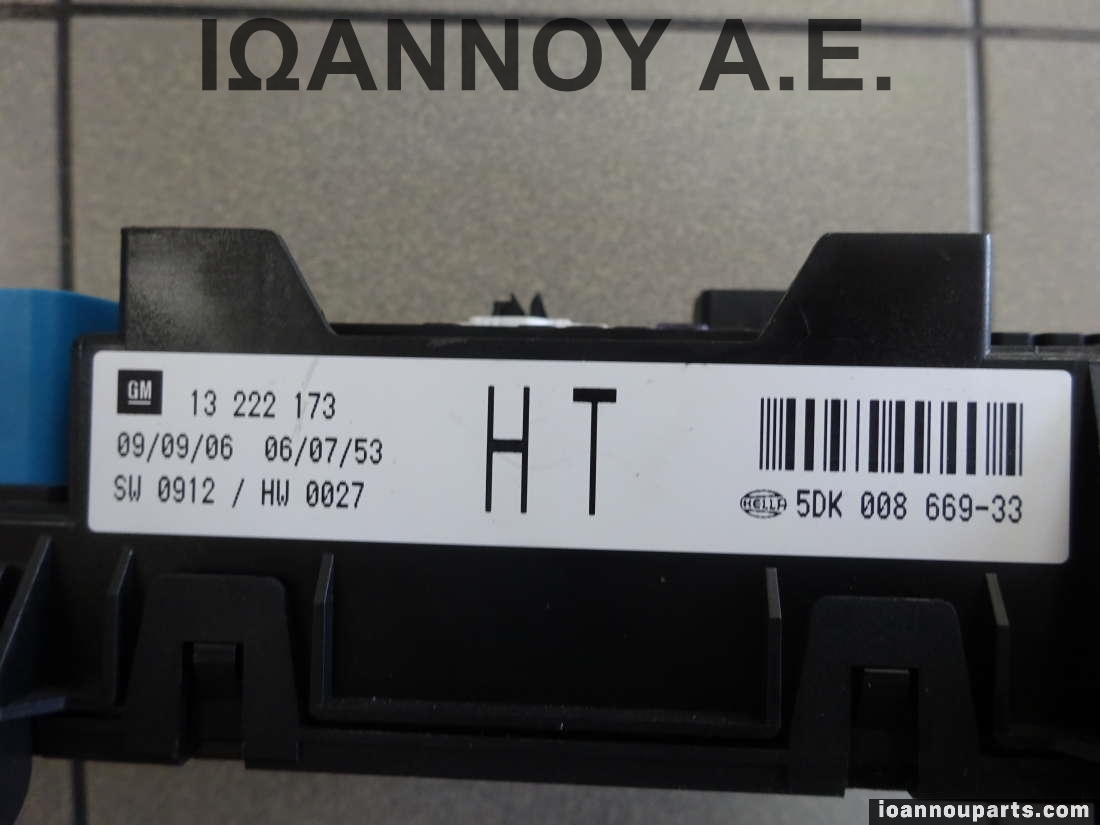 ΙΩΑΝΝΟΥ Α.Ε.
GM 13 222 173
09/09/06 06/07/53
SW 0912 / HW 0027
HT
HELLA 5DK 008 669-33
ioannouparts.com